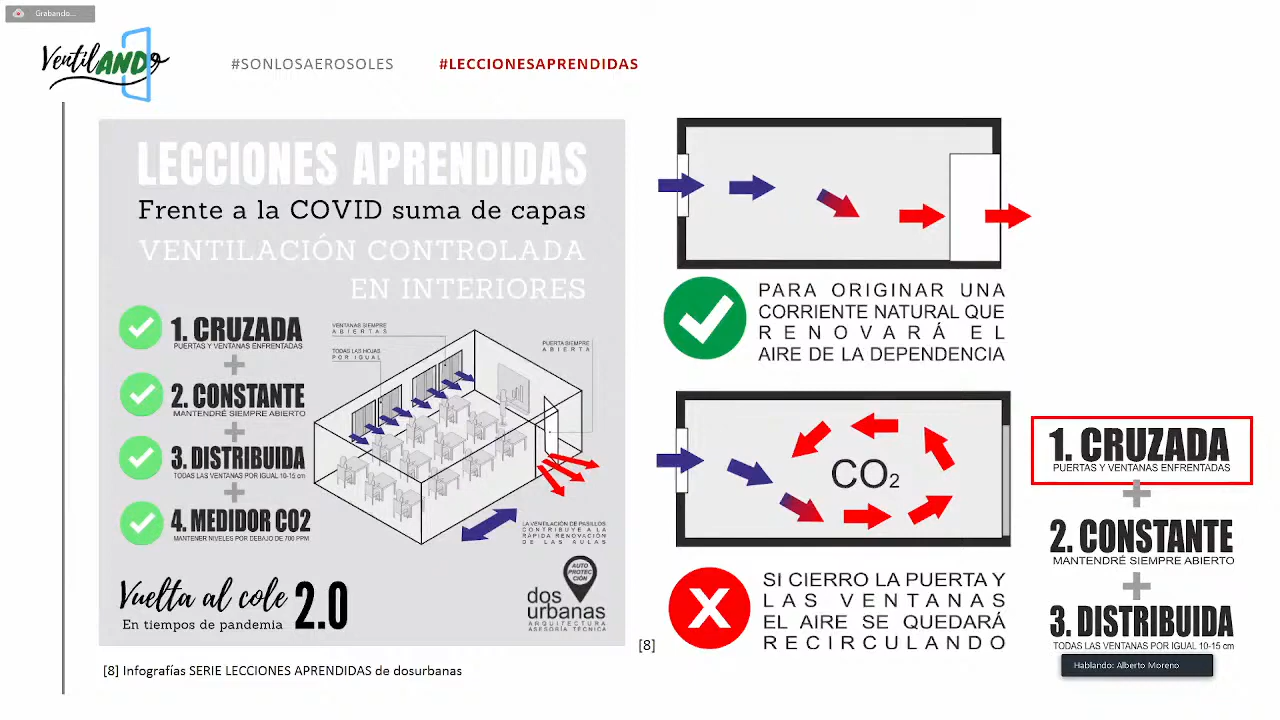 Grabando...
VentilANDo
#SONLOSAEROSOLES
#LECCIONESAPRENDIDAS
LECCIONES APRENDIDAS
Frente a la COVID suma de capas
VENTILACIÓN CONTROLADA
EN INTERIORES
1. CRUZADA
PUERTAS Y VENTANAS ENFRENTADAS
+
2. CONSTANTE
MANTENDRÉ SIEMPRE ABIERTO
+
3. DISTRIBUIDA
TODAS LAS VENTANAS POR IGUAL 10-15 cm
+
4. MEDIDOR CO2
MANTENER NIVELES POR DEBAJO DE 700 PPM
VENTANAS SIEMPRE
ABIERTAS
TODAS LAS HOJAS
POR IGUAL
PUERTA SIEMPRE
ABIERTA
LA VENTILACIÓN DE PASILLOS
CONTRIBUYE A LA
RÁPIDA RENOVACIÓN
DE LAS AULAS
Vuelta al cole 2.0
En tiempos de pandemia
AUTO
PROTEC
CIÓN
dos
urbanas
ARQUITECTURA
ASESORÍA TÉCNICA
[8] Infografías SERIE LECCIONES APRENDIDAS de dosurbanas
PARA ORIGINAR UNA
CORRIENTE NATURAL QUE
RENOVARÁ EL
AIRE DE LA DEPENDENCIA
CO2
SI CIERRO LA PUERTA Y
LAS VENTANAS
EL AIRE SE QUEDARÁ
RECIRCULANDO
[8]
1. CRUZADA
PUERTAS Y VENTANAS ENFRENTADAS
+
2. CONSTANTE
MANTENDRÉ SIEMPRE ABIERTO
+
3. DISTRIBUIDA
TODAS LAS VENTANAS POR IGUAL 10-15 cm
Hablando: Alberto Moreno